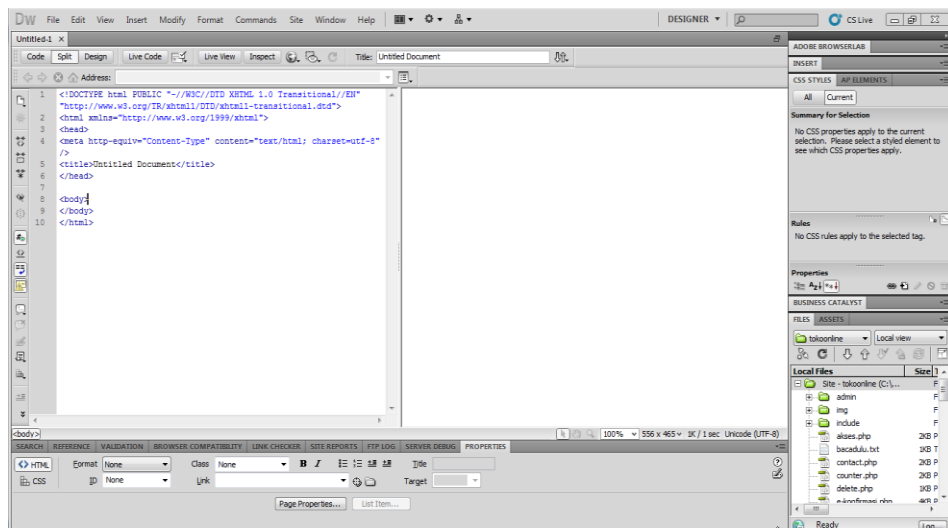 DW File Edit View Insert Modify Format Commands Site Window Help DESIGNER CS Live
Untitled-1 ×
Code Split Design Live Code Live View Inspect Title: Untitled Document
Address:
1 <!DOCTYPE html PUBLIC "-//W3C//DTD XHTML 1.0 Transitional//EN"
"http://www.w3.org/TR/xhtml1/DTD/xhtml1-transitional.dtd">
2 <html xmlns="http://www.w3.org/1999/xhtml">
3 <head>
4 <meta http-equiv="Content-Type" content="text/html; charset=utf-8"
/>
5 <title>Untitled Document</title>
6 </head>
7
8 <body>
9 </body>
10 </html>
<body> 100% 556 x 465 1K / 1 sec Unicode (UTF-8)
SEARCH REFERENCE VALIDATION BROWSER COMPATIBILITY LINK CHECKER SITE REPORTS FTP LOG SERVER DEBUG PROPERTIES
<> HTML Format None Class None B I Title
CSS ID None Link Target
Page Properties... List Item...
ADOBE BROWSERLAB
INSERT
CSS STYLES AP ELEMENTS
All Current
Summary for Selection
No CSS properties apply to the current
selection. Please select a styled element to
see which CSS properties apply.
Rules
No CSS rules apply to the selected tag.
Properties
BUSINESS CATALYST
FILES ASSETS
tokoonline Local view
Local Files Size T
Site - tokoonline (C:\,... F
admin F
img F
include F
akses.php 2KB P
bacadulu.txt 1KB T
contact.php 2KB P
counter.php 2KB P
delete.php 1KB P
e-konfirmasi.php 4KB P
Ready Log...